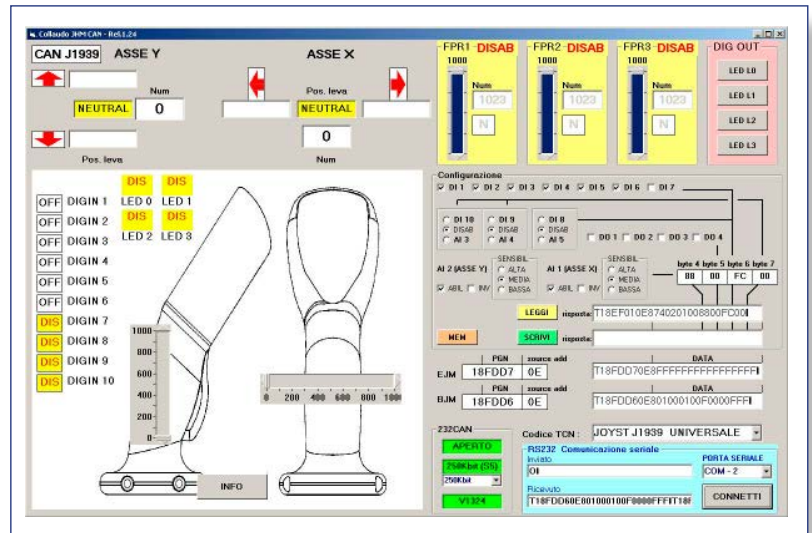 Collaudo JHM CAN - Rel.1.24
CAN J1939 ASSE Y ASSE X
Num
NEUTRAL 0
Pos. leva
Pos. leva
NEUTRAL
0
Num
FPR1 DISAB FPR2 DISAB FPR3 DISAB
1000 1000 1000
Num Num Num
1023 1023 1023
N N N
DIG OUT
LED L0
LED L1
LED L2
LED L3
DIS DIS
LED 0 LED 1
DIS DIS
LED 2 LED 3
OFF DIGIN 1
OFF DIGIN 2
OFF DIGIN 3
OFF DIGIN 4
OFF DIGIN 5
OFF DIGIN 6
DIS DIGIN 7
DIS DIGIN 8
DIS DIGIN 9
DIS DIGIN 10
1000
800
600
400
200
0
0 200 400 600 800 1000
INFO
Configurazione
DI 1 DI 2 DI 3 DI 4 DI 5 DI 6 DI 7
DI 10 DI 9 DI 8
DISAB DISAB DISAB
AI 3 AI 4 AI 5
DO 1 DO 2 DO 3 DO 4
SENSIBIL SENSIBIL
AI 2 (ASSE Y) ALTA AI 1 (ASSE X) ALTA
MEDIA MEDIA
ABIL INV BASSA ABIL INV BASSA
byte 4 byte 5 byte 6 byte 7
88 00 FC 00
LEGGI risposta: T18EF010E8740201008800FC00
MEM SCRIVI risposta:
PGN source add DATA
EJM 18FDD7 0E T18FDD70E8FFFFFFFFFFFFFFFF
PGN source add DATA
BJM 18FDD6 0E T18FDD60E801000100F0000FFF
232CAN
APERTO
250Kbit (S5)
250Kbit
V1324
Codice TCN : JOYST J1939 UNIVERSALE
RS232 Comunicazione seriale
Inviato
PORTA SERIALE
COM - 2
Ricevuto
T18FDD60E801000100F0000FFF
CONNETTI